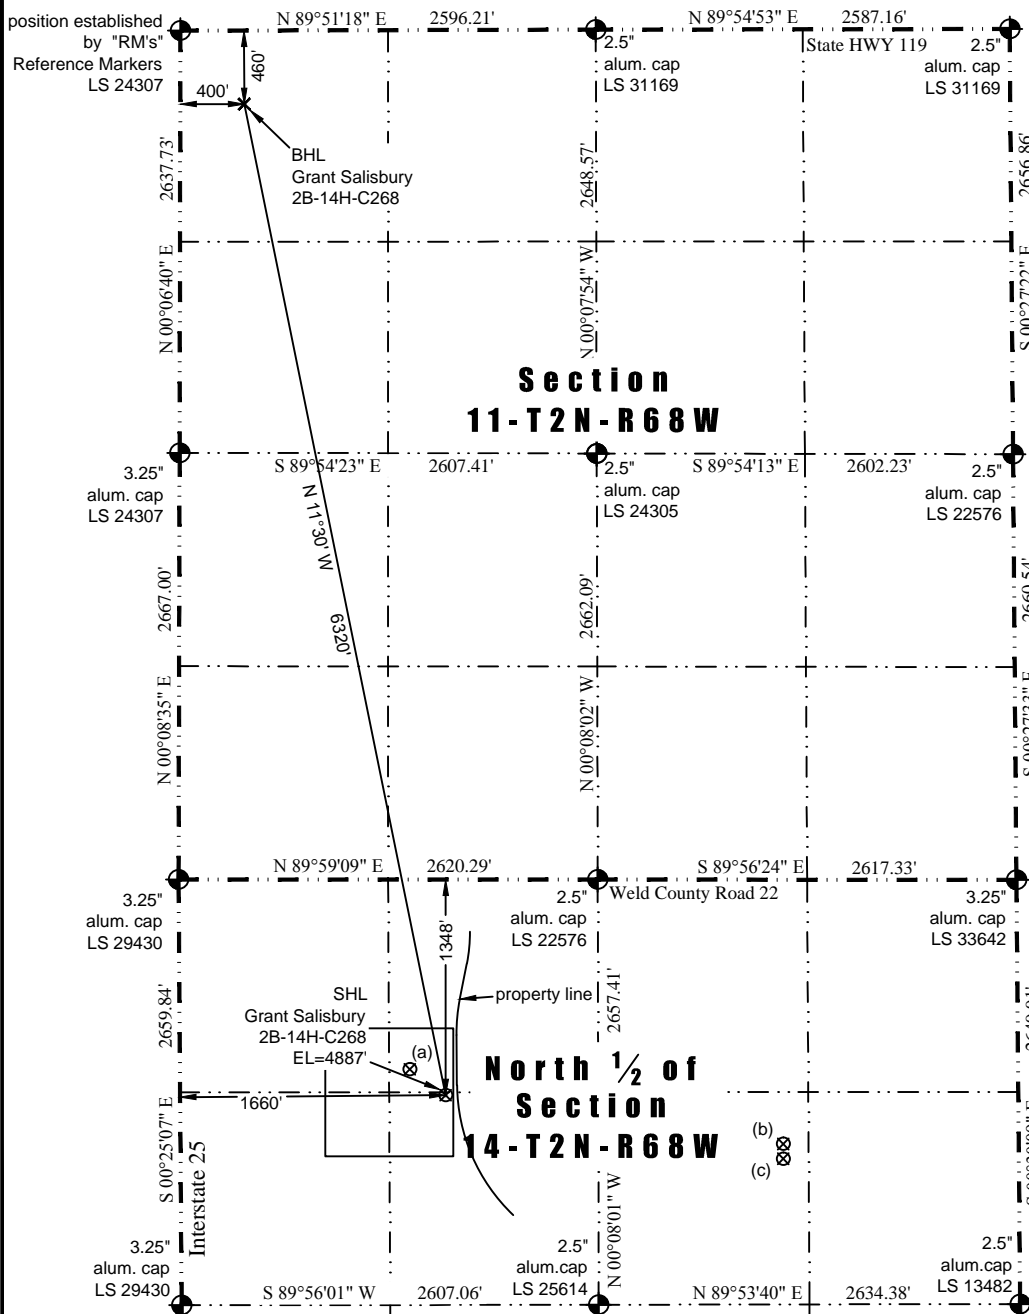 position established
by "RM's"
Reference Markers
LS 24307
N 89°51'18" E 2596.21'
N 89°54'53" E 2587.16'
State HWY 119
2.5"
alum. cap
LS 31169
2.5"
alum. cap
LS 31169
460'
400'
BHL
Grant Salisbury
2B-14H-C268
2637.73'
N 00°06'40" E
2648.57'
N 00°07'54" W
2656.86'
S 00°27'22" E
Section
11-T2N-R68W
S 89°54'23" E 2607.41'
S 89°54'13" E 2602.23'
3.25"
alum. cap
LS 24307
2.5"
alum. cap
LS 24305
2.5"
alum. cap
LS 22576
N 11°30' W
6320'
2667.00'
N 00°08'35" E
2662.09'
N 00°08'02" W
N 89°59'09" E 2620.29'
S 89°56'24" E 2617.33'
Weld County Road 22
3.25"
alum. cap
LS 29430
2.5"
alum. cap
LS 22576
3.25"
alum. cap
LS 33642
1348'
property line
SHL
Grant Salisbury
2B-14H-C268
EL=4887'
(a)
2659.84'
S 00°25'07" E
Interstate 25
2657.41'
N 00°08'01" W
1660'
North ½ of
Section
14-T2N-R68W
(b)
(c)
3.25"
alum. cap
LS 29430
2.5"
alum.cap
LS 25614
2.5"
alum.cap
LS 13482
S 89°56'01" W 2607.06'
N 89°53'40" E 2634.38'